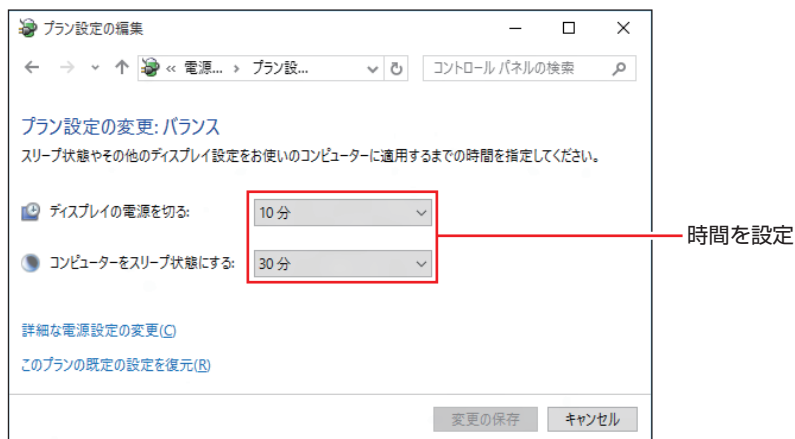 プラン設定の編集
« 電源... › プラン設...
コントロール パネルの検索
プラン設定の変更: バランス
スリープ状態やその他のディスプレイ設定をお使いのコンピューターに適用するまでの時間を指定してください。
ディスプレイの電源を切る: 10 分
時間を設定
コンピューターをスリープ状態にする: 30 分
詳細な電源設定の変更(C)
このプランの既定の設定を復元(R)
変更の保存 キャンセル